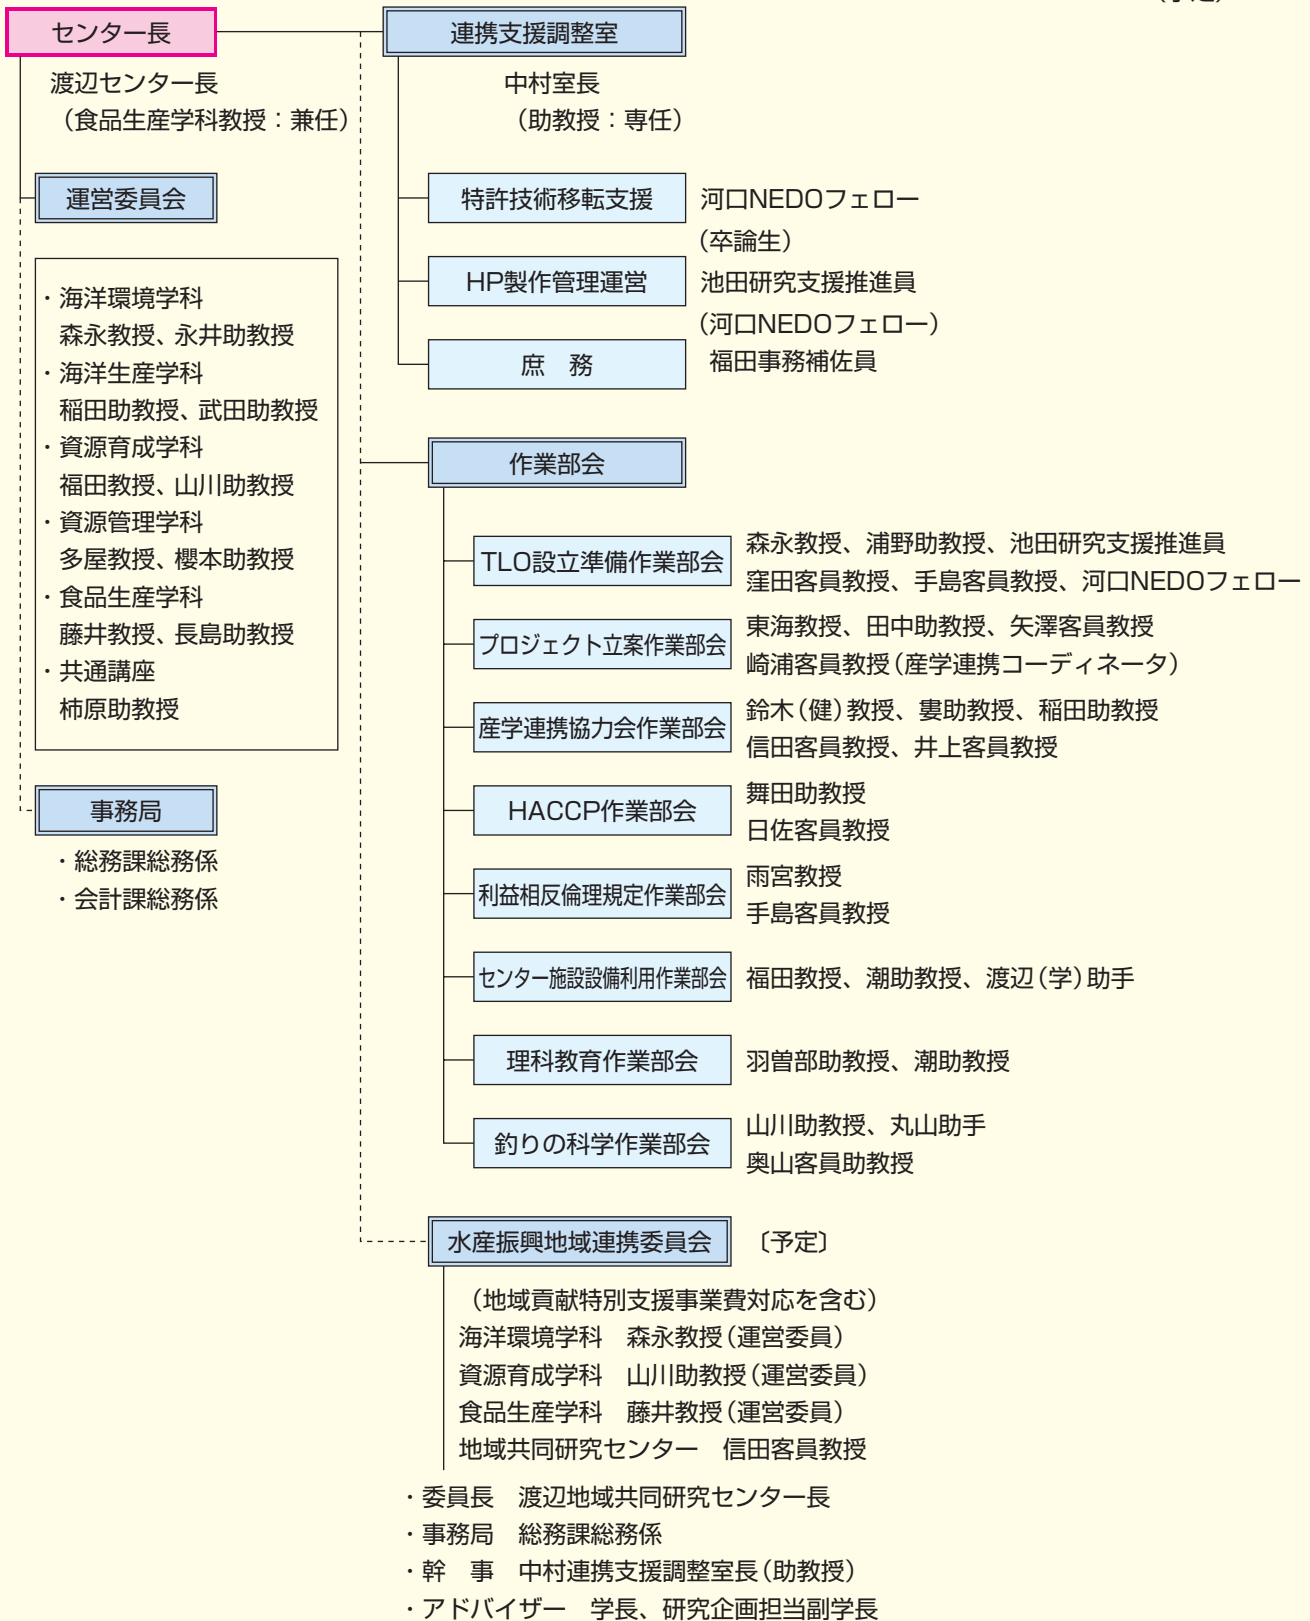 センター長
渡辺センター長
（食品生産学科教授：兼任）
運営委員会
・海洋環境学科
森永教授、永井助教授
・海洋生産学科
稲田助教授、武田助教授
・資源育成学科
福田教授、山川助教授
・資源管理学科
多屋教授、櫻本助教授
・食品生産学科
藤井教授、長島助教授
・共通講座
柿原助教授
事務局
・総務課総務係
・会計課総務係
連携支援調整室
中村室長
（助教授：専任）
特許技術移転支援
河口NEDOフェロー
（卒論生）
HP製作管理運営
池田研究支援推進員
（河口NEDOフェロー）
庶　務
福田事務補佐員
作業部会
TLO設立準備作業部会
森永教授、浦野助教授、池田研究支援推進員
窪田客員教授、手島客員教授、河口NEDOフェロー
プロジェクト立案作業部会
東海教授、田中助教授、矢澤客員教授
崎浦客員教授（産学連携コーディネータ）
産学連携協力会作業部会
鈴木（健）教授、婁助教授、稲田助教授
信田客員教授、井上客員教授
HACCP作業部会
舞田助教授
日佐客員教授
利益相反倫理規定作業部会
雨宮教授
手島客員教授
センター施設設備利用作業部会
福田教授、潮助教授、渡辺（学）助手
理科教育作業部会
羽曽部助教授、潮助教授
釣りの科学作業部会
山川助教授、丸山助手
奥山客員助教授
水産振興地域連携委員会
〔予定〕
（地域貢献特別支援事業費対応を含む）
海洋環境学科　森永教授（運営委員）
資源育成学科　山川助教授（運営委員）
食品生産学科　藤井教授（運営委員）
地域共同研究センター　信田客員教授
・委員長　渡辺地域共同研究センター長
・事務局　総務課総務係
・幹　事　中村連携支援調整室長（助教授）
・アドバイザー　学長、研究企画担当副学長